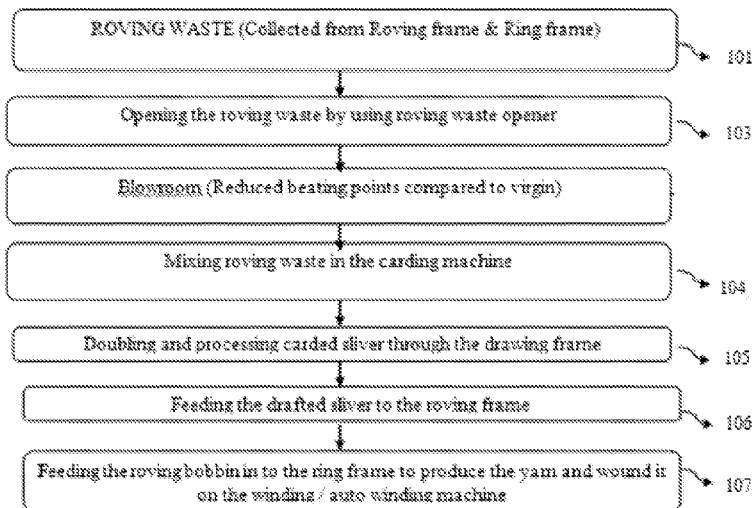 ROVING WASTE (Collected from Roving frame & Ring frame)
101
Opening the roving waste by using roving waste opener
103
Blowroom (Reduced beating points compared to virgin)
Mixing roving waste in the carding machine
104
Doubling and processing carded sliver through the drawing frame
105
Feeding the drafted sliver to the roving frame
106
Feeding the roving bobbin in to the ring frame to produce the yarn and wound it
on the winding / auto winding machine
107